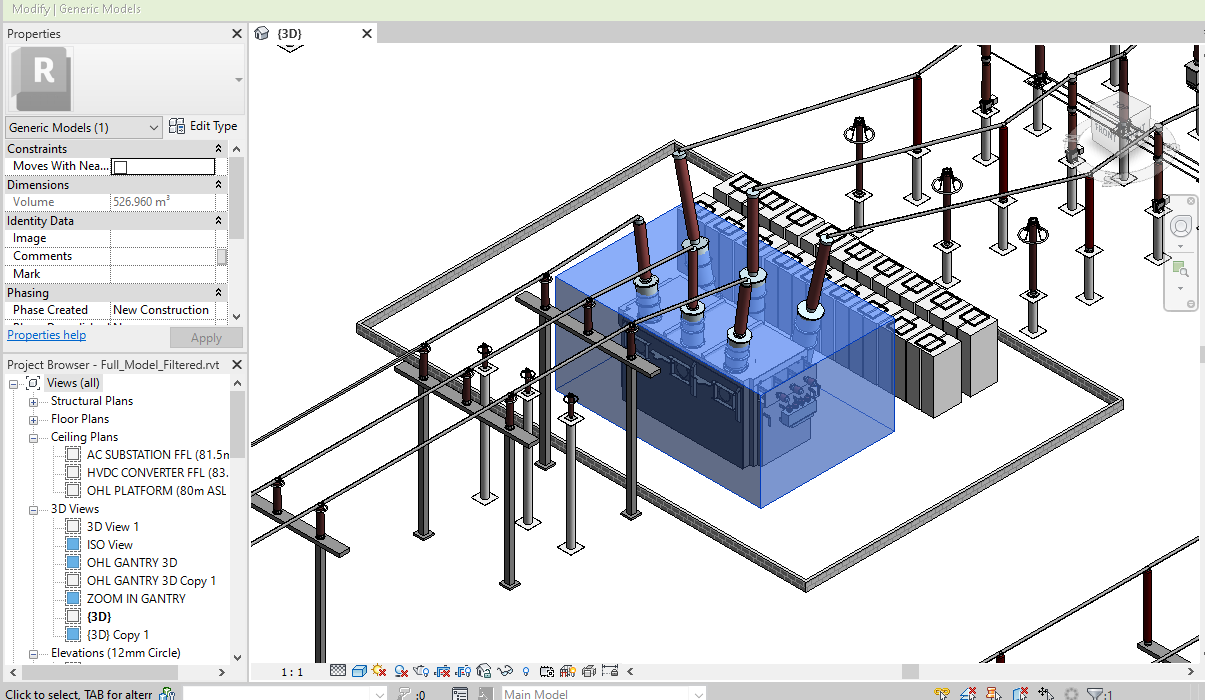 Modify | Generic Models
Properties
{3D}
R
Generic Models (1)
Edit Type
Constraints
Moves With Nea...
Dimensions
Volume 526.960 m³
Identity Data
Image
Comments
Mark
Phasing
Phase Created New Construction
Properties help
Apply
Project Browser - Full_Model_Filtered.rvt
Views (all)
Structural Plans
Floor Plans
Ceiling Plans
AC SUBSTATION FFL (81.5m
HVDC CONVERTER FFL (83.
OHL PLATFORM (80m ASL
3D Views
3D View 1
ISO View
OHL GANTRY 3D
OHL GANTRY 3D Copy 1
ZOOM IN GANTRY
{3D}
{3D} Copy 1
Elevations (12mm Circle)
1 : 1
Click to select, TAB for altern
:0
Main Model
:1